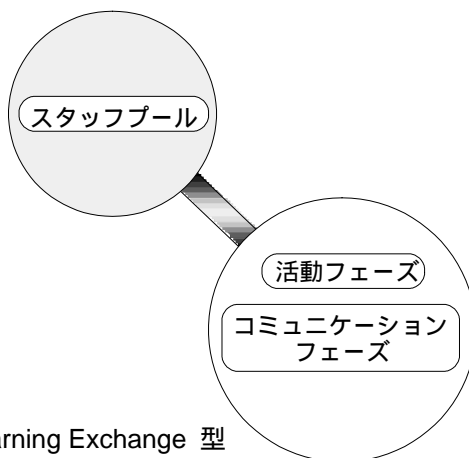 スタッフプール
活動フェーズ
コミュニケーション
フェーズ
arning Exchange 型